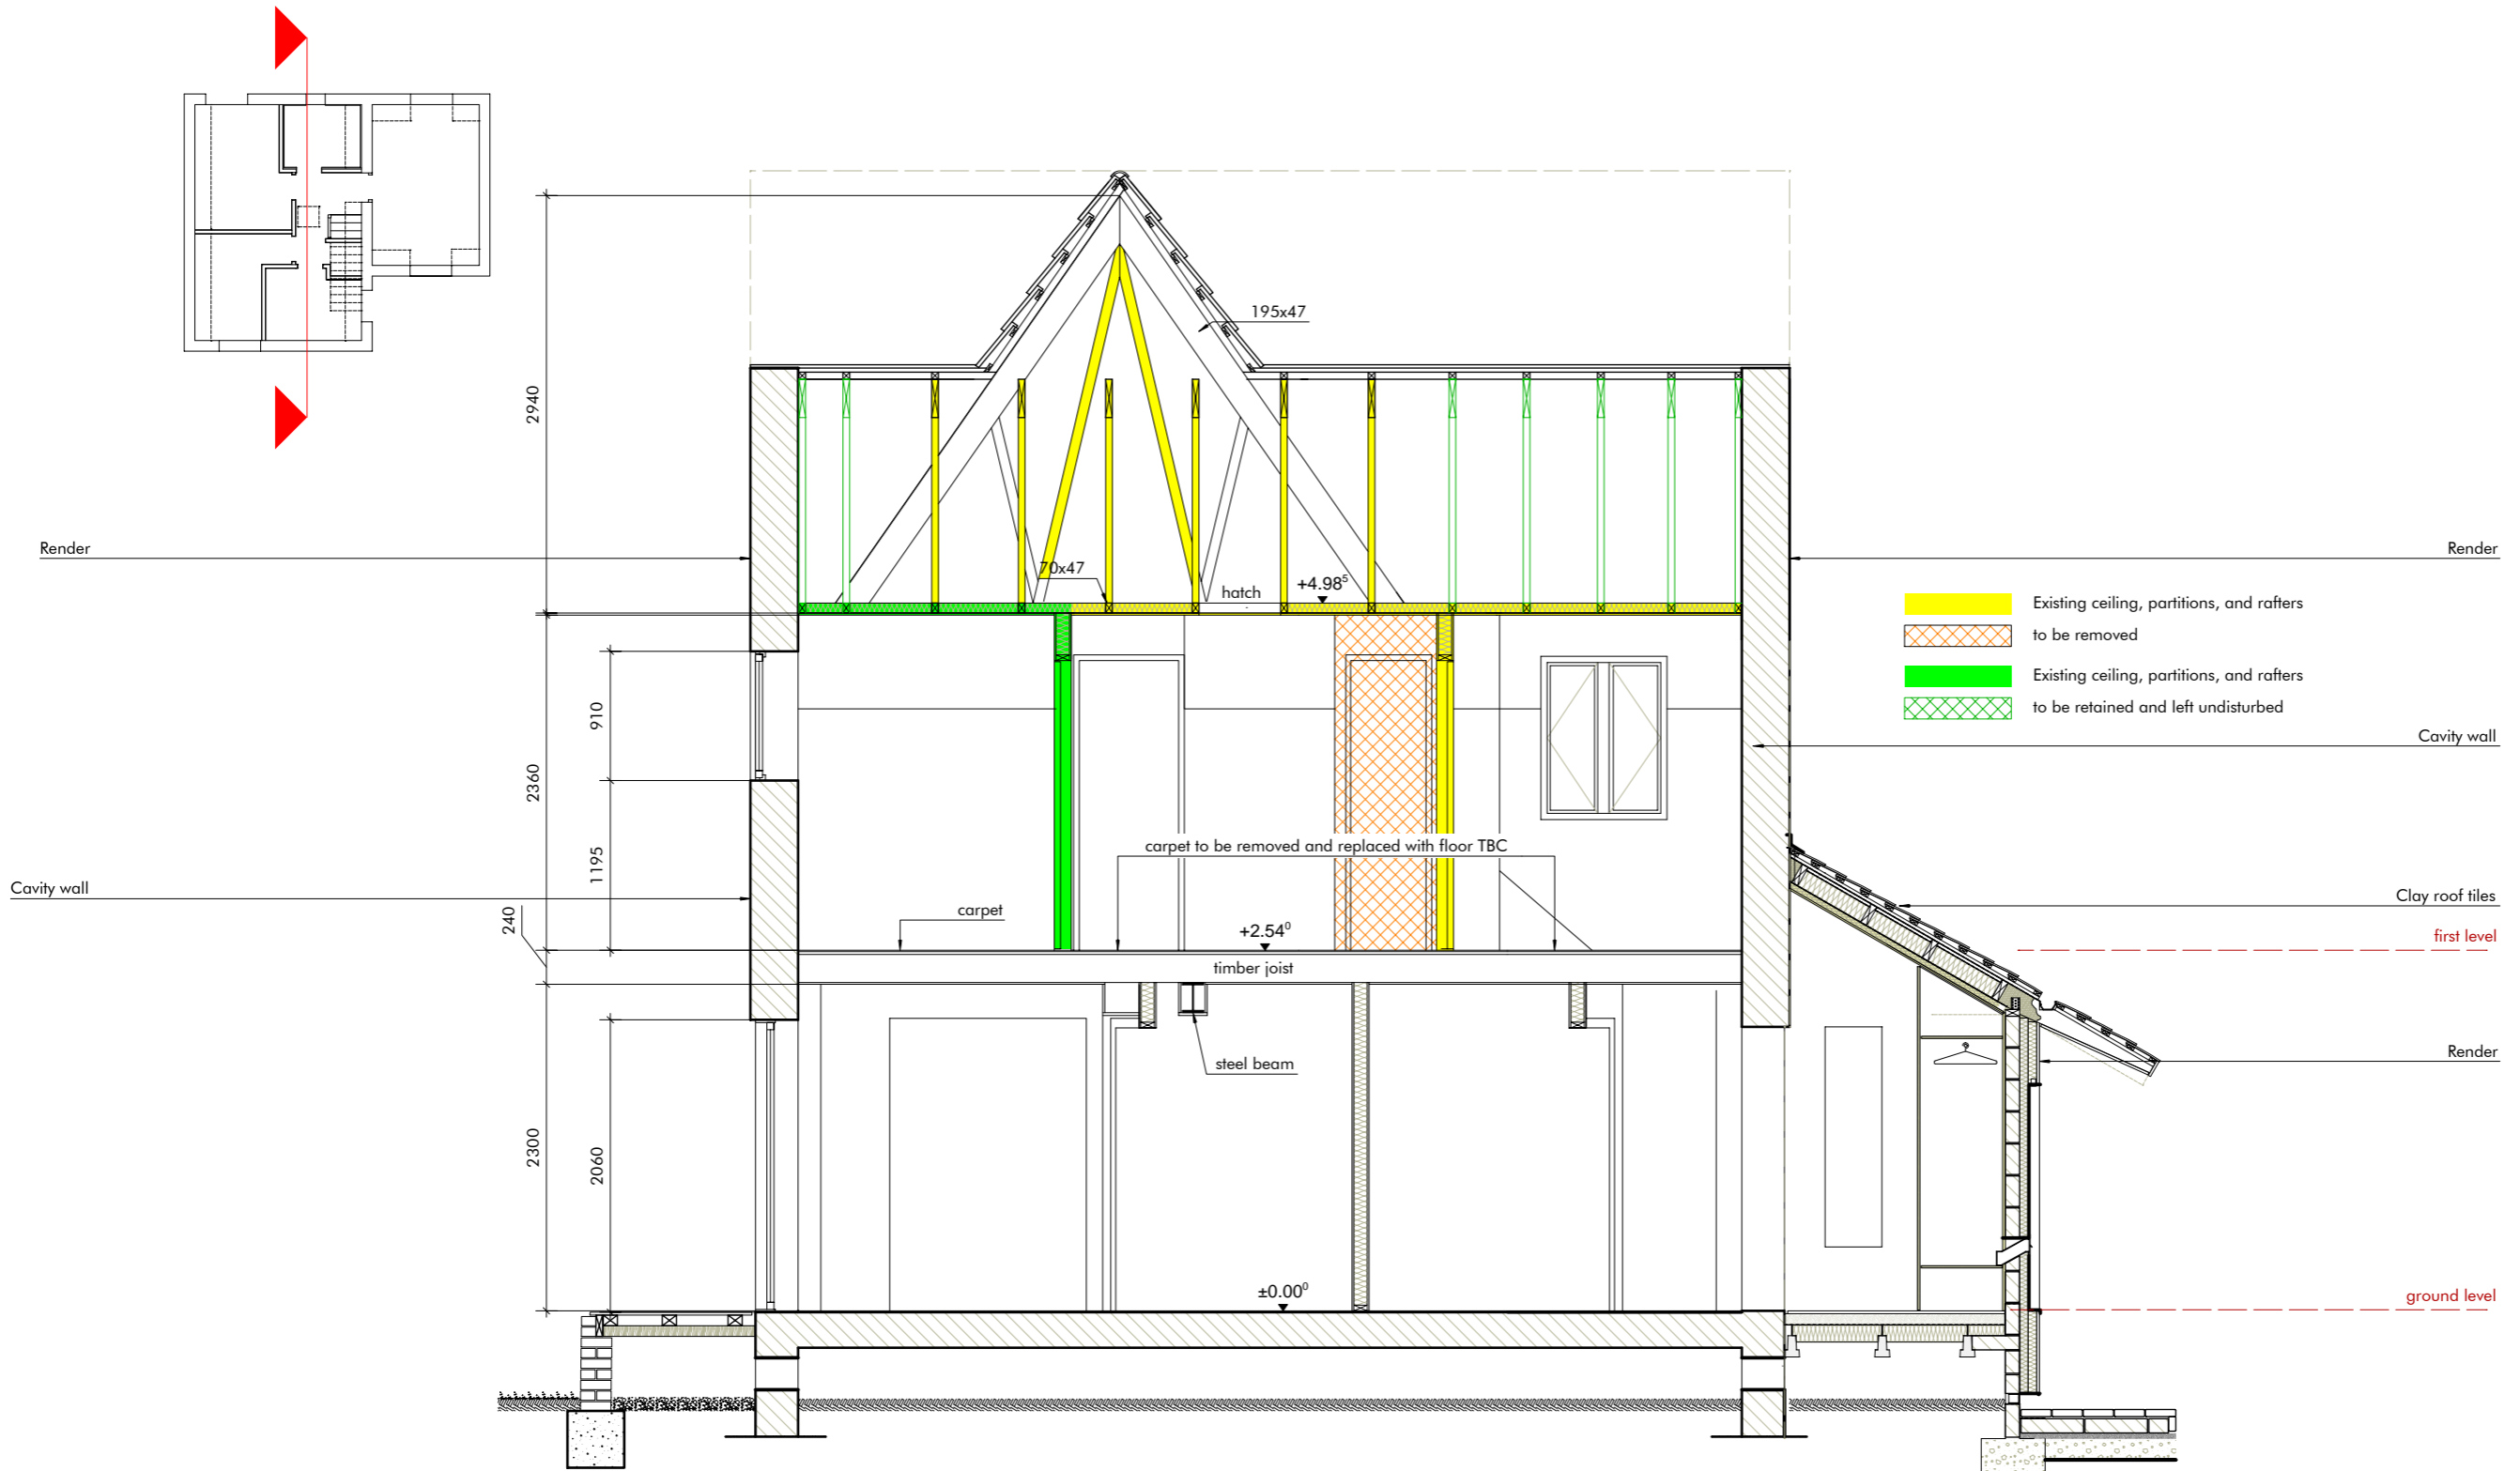 195x47
2940
Render
Render
70x47
hatch
+4.98⁵
Existing ceiling, partitions, and rafters
to be removed
Existing ceiling, partitions, and rafters
to be retained and left undisturbed
910
2360
Cavity wall
carpet to be removed and replaced with floor TBC
1195
Cavity wall
Clay roof tiles
carpet
240
+2.54⁰
first level
timber joist
steel beam
Render
2300
2060
±0.00⁰
ground level